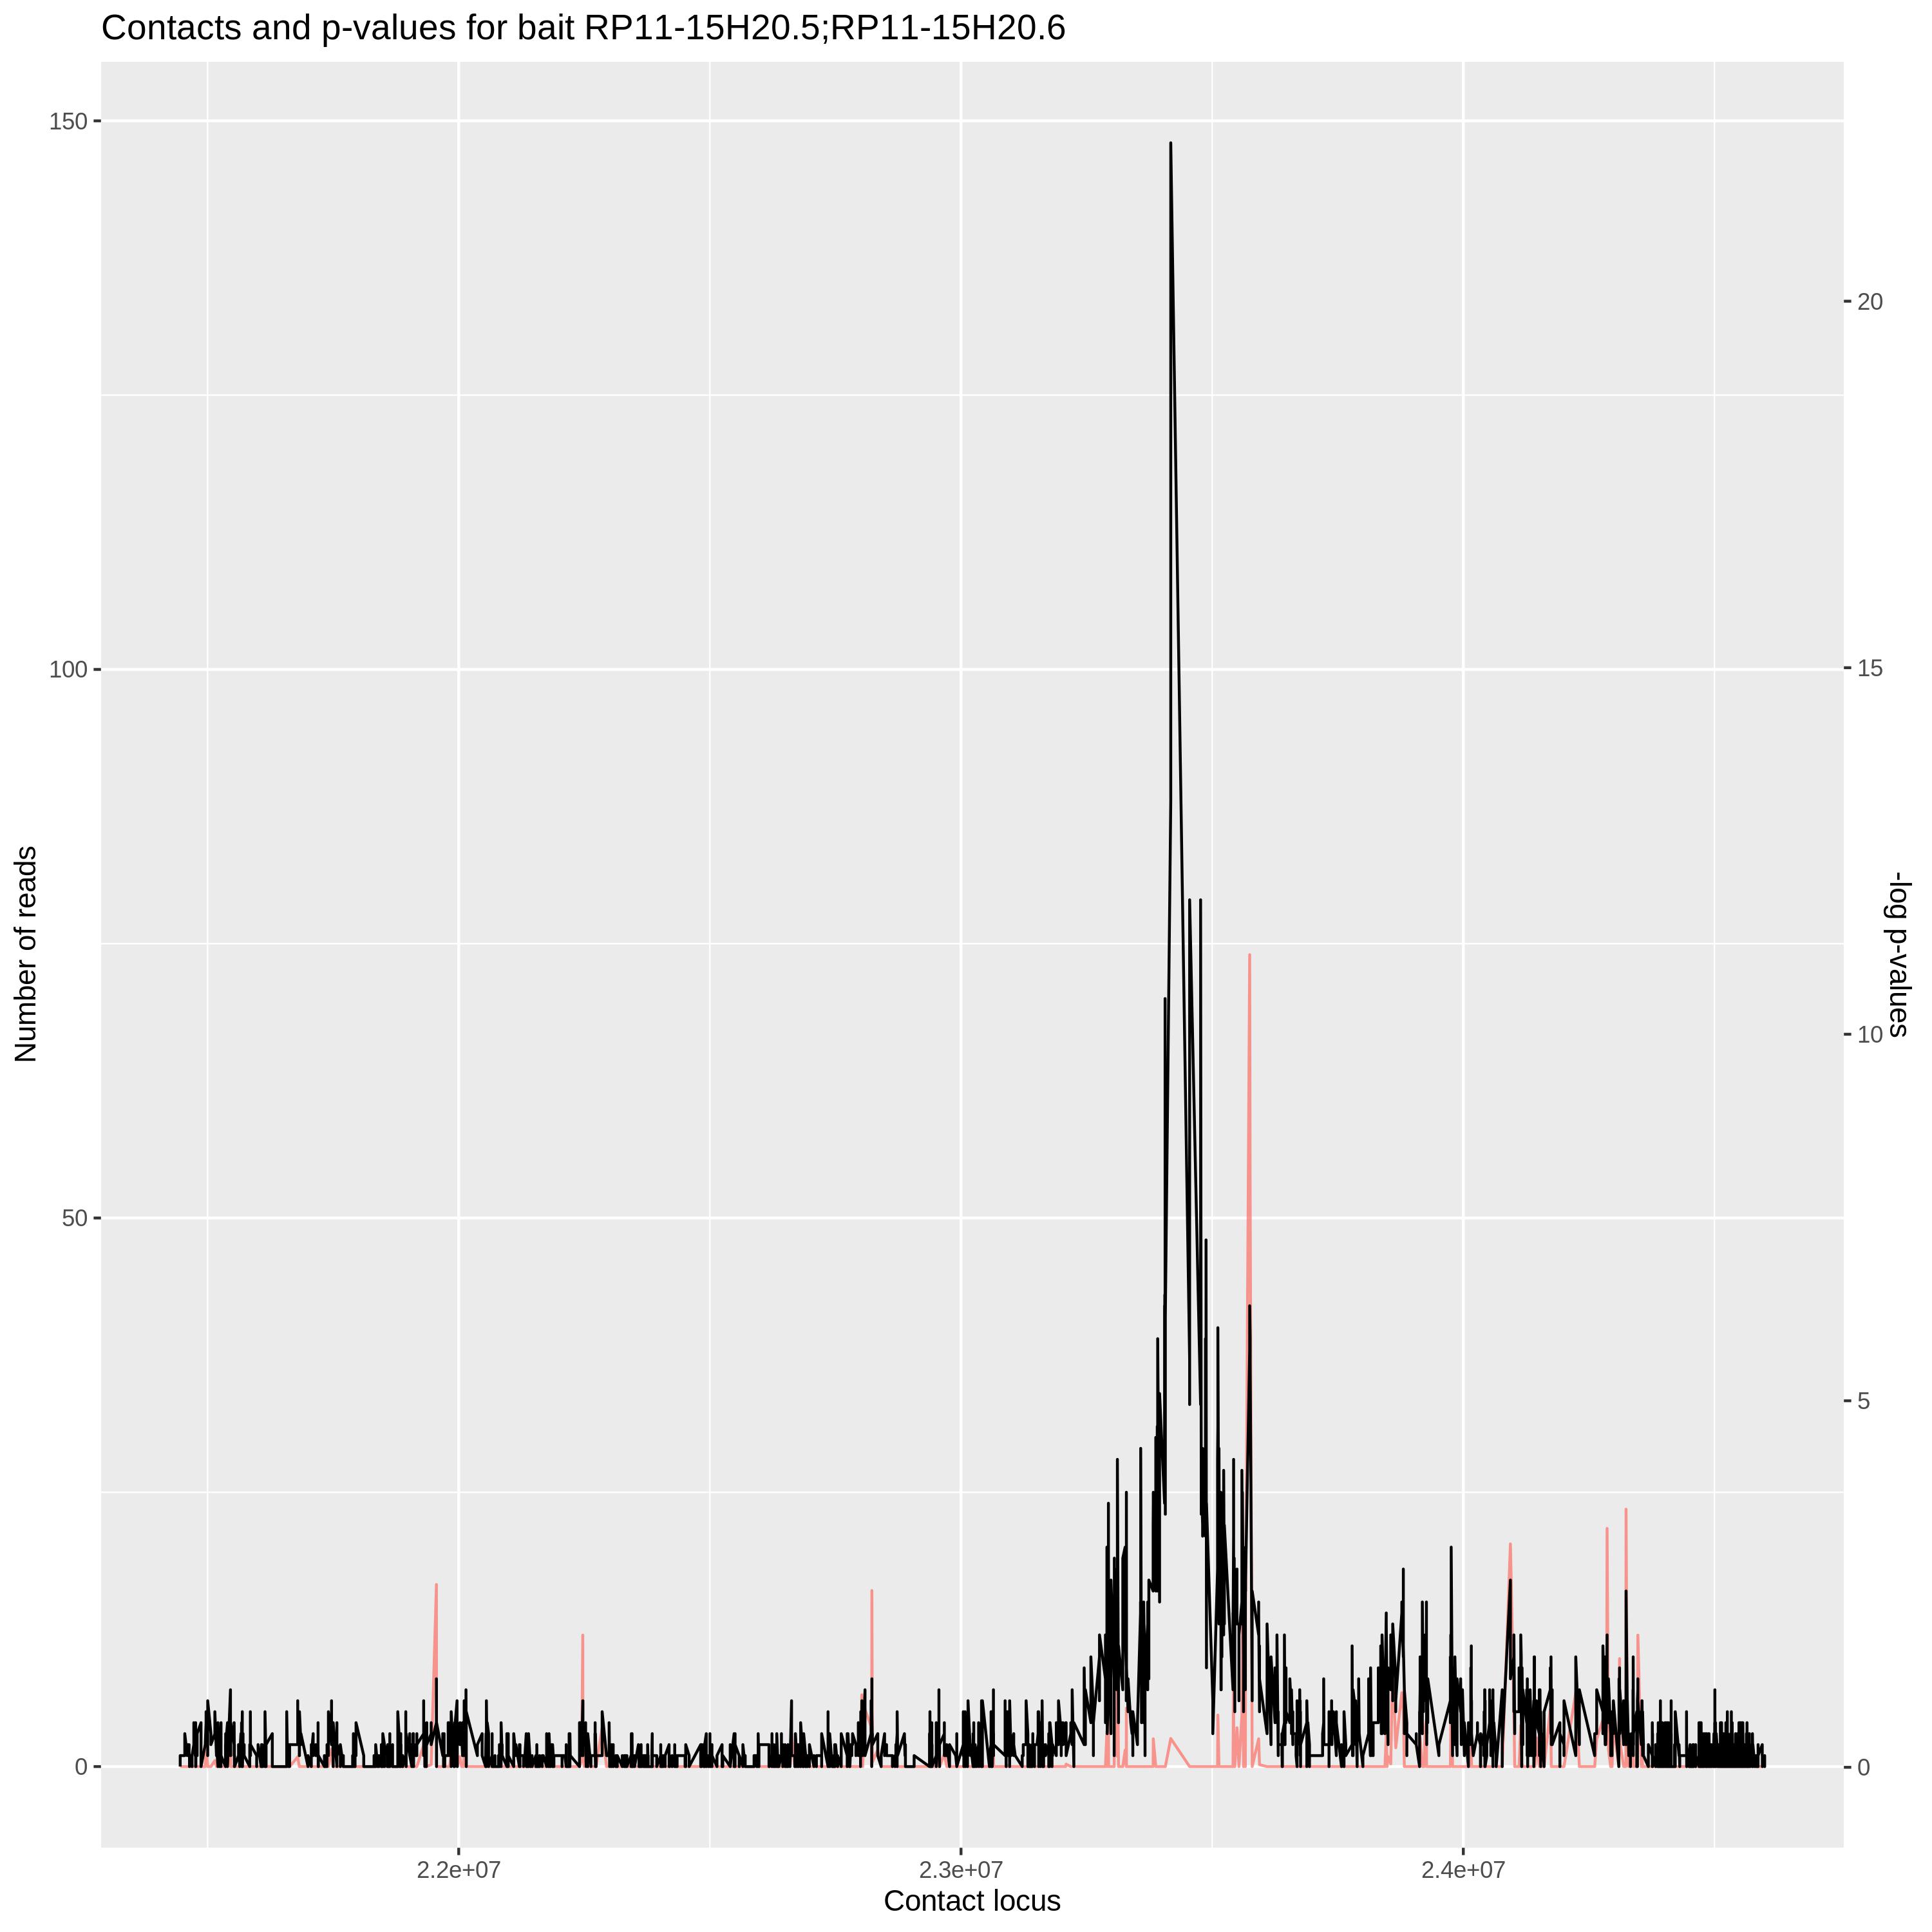 Contacts and p-values for bait RP11-15H20.5;RP11-15H20.6
150
100
50
0
Number of reads
20
15
10
5
0
-log p-values
2.2e+07
2.3e+07
2.4e+07
Contact locus